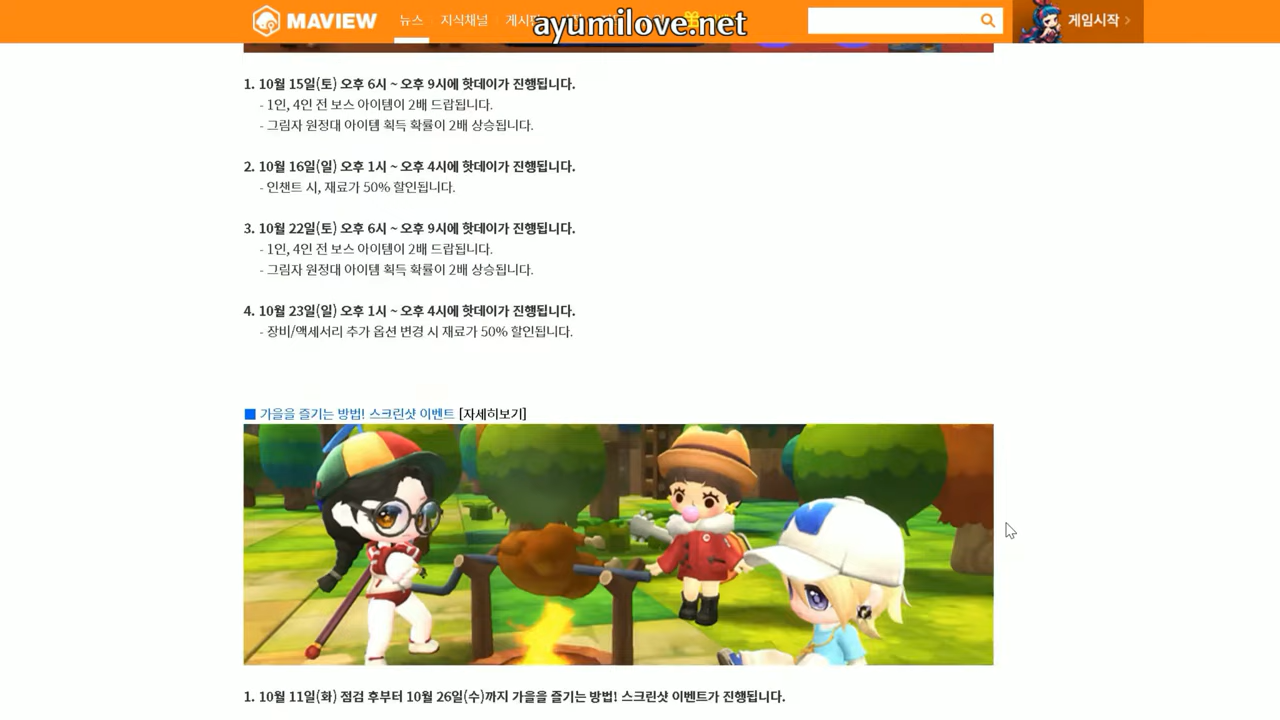 MAVIEW
뉴스
지식채널
게시
ayumilove.net
게임시작
1. 10월 15일(토) 오후 6시 ~ 오후 9시에 핫데이가 진행됩니다.
- 1인, 4인 전 보스 아이템이 2배 드랍됩니다.
- 그림자 원정대 아이템 획득 확률이 2배 상승됩니다.
2. 10월 16일(일) 오후 1시 ~ 오후 4시에 핫데이가 진행됩니다.
- 인챈트 시, 재료가 50% 할인됩니다.
3. 10월 22일(토) 오후 6시 ~ 오후 9시에 핫데이가 진행됩니다.
- 1인, 4인 전 보스 아이템이 2배 드랍됩니다.
- 그림자 원정대 아이템 획득 확률이 2배 상승됩니다.
4. 10월 23일(일) 오후 1시 ~ 오후 4시에 핫데이가 진행됩니다.
- 장비/액세서리 추가 옵션 변경 시 재료가 50% 할인됩니다.
■ 가을을 즐기는 방법! 스크린샷 이벤트 [자세히보기]
1. 10월 11일(화) 점검 후부터 10월 26일(수)까지 가을을 즐기는 방법! 스크린샷 이벤트가 진행됩니다.